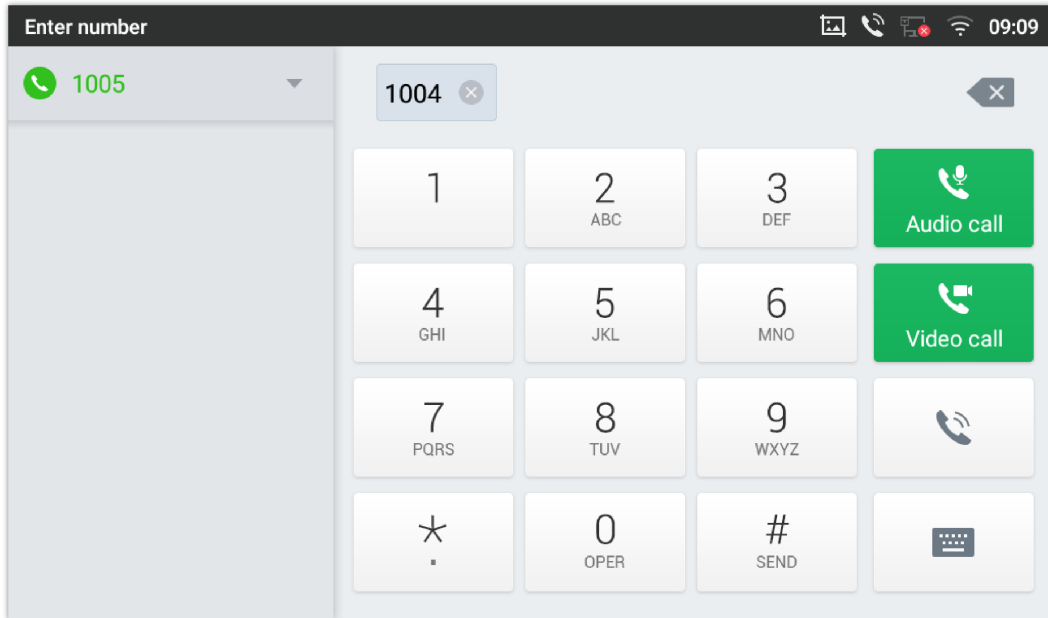 Enter number
09:09
1005
1004
1
2
ABC
3
DEF
Audio call
4
GHI
5
JKL
6
MNO
Video call
7
PQRS
8
TUV
9
WXYZ
*
.
0
OPER
#
SEND